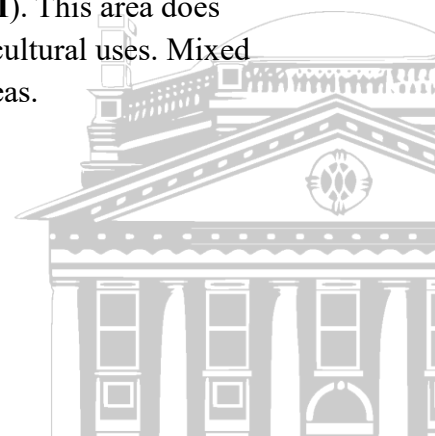 I). This area does
cultural uses. Mixed
eas.